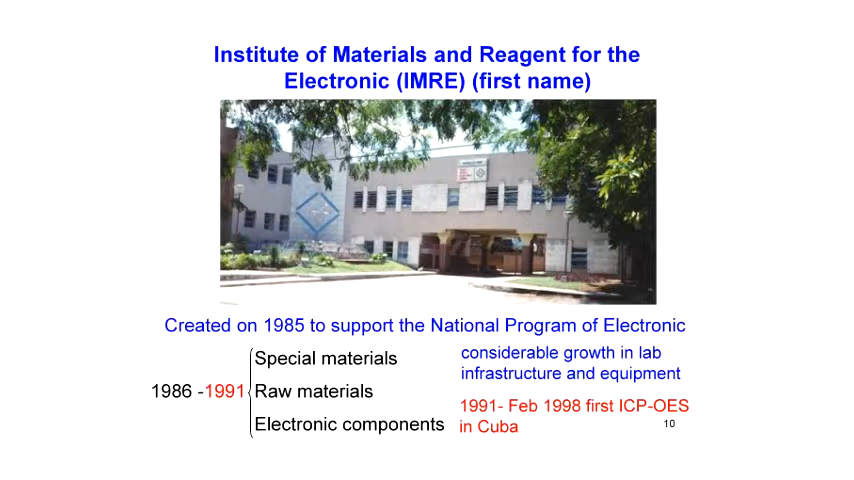 Institute of Materials and Reagent for the
Electronic (IMRE) (first name)
Created on 1985 to support the National Program of Electronic
1986 -1991
Special materials
Raw materials
Electronic components
considerable growth in lab
infrastructure and equipment
1991- Feb 1998 first ICP-OES
in Cuba
10